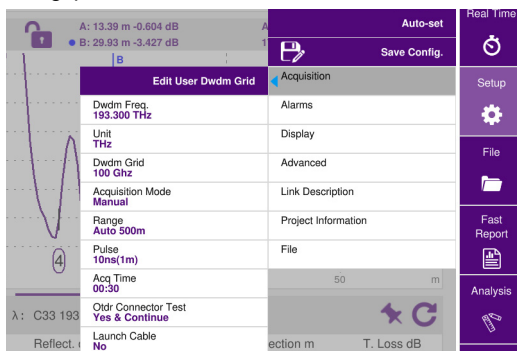 A: 13.39 m -0.604 dB
B: 29.93 m -3.427 dB
B
Edit User Dwdm Grid
Dwdm Freq.
193.300 THz
Unit
THz
Dwdm Grid
100 Ghz
Acquisition Mode
Manual
Range
Auto 500m
Pulse
10ns(1m)
Acq Time
00:30
Otdr Connector Test
Yes & Continue
Launch Cable
No
4
λ: C33 193
Reflect.
Auto-set
Save Config.
Acquisition
Alarms
Display
Advanced
Link Description
Project Information
File
50 m
ection m T. Loss dB
Real Time
Setup
File
Fast
Report
Analysis